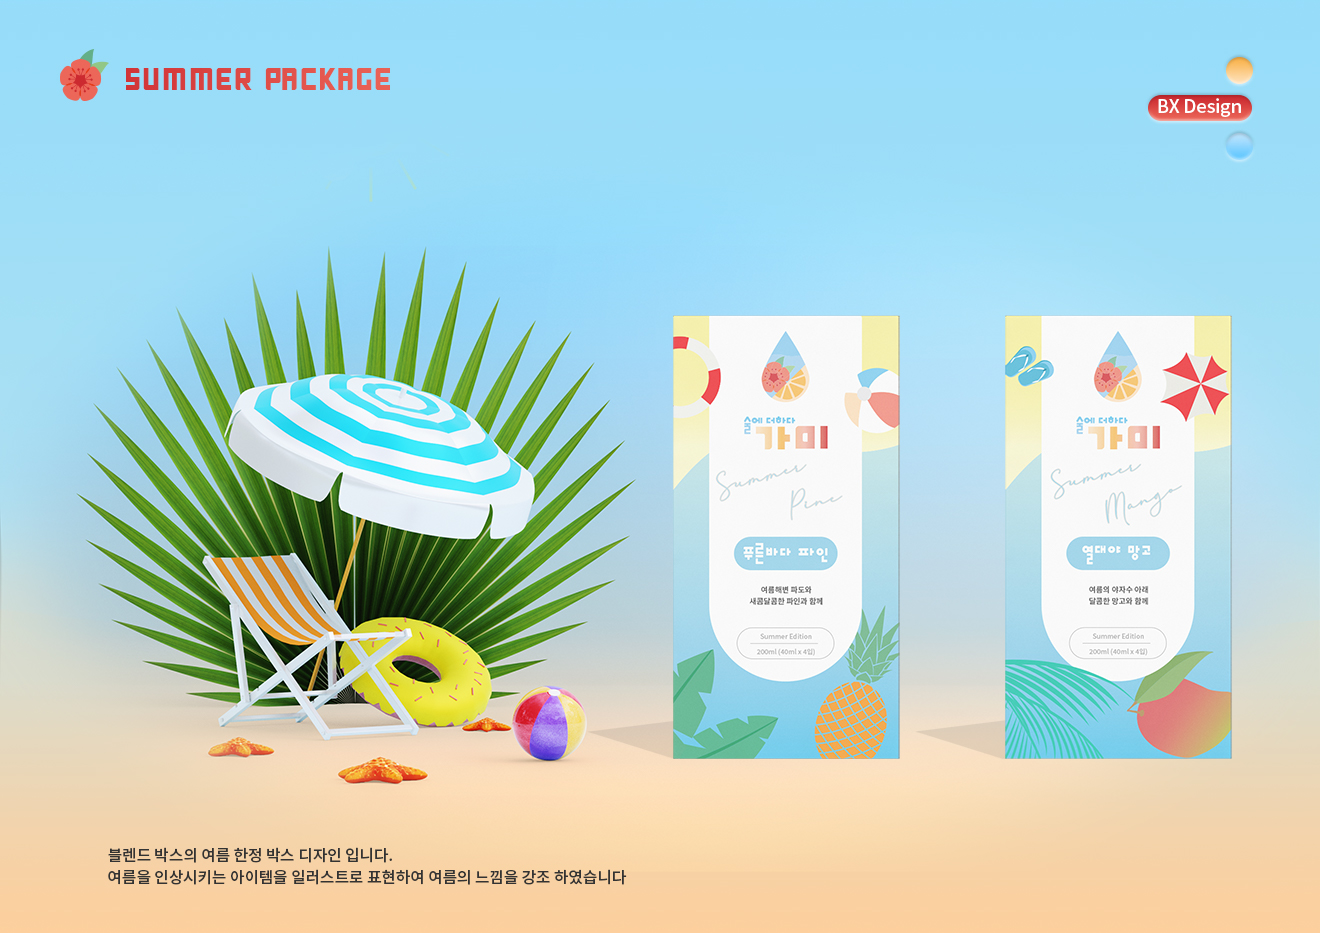 SUMMER PACKAGE
BX Design
술에 더하다
가미
Summer
Pine
푸른바다 파인
여름해변 파도와
새콤달콤한 파인과 함께
Summer Edition
200ml (40ml x 4입)
술에 더하다
가미
Summer
Mango
열대야 망고
여름의 야자수 아래
달콤한 망고와 함께
Summer Edition
200ml (40ml x 4입)
블렌드 박스의 여름 한정 박스 디자인 입니다.
여름을 인상시키는 아이템을 일러스트로 표현하여 여름의 느낌을 강조 하였습니다